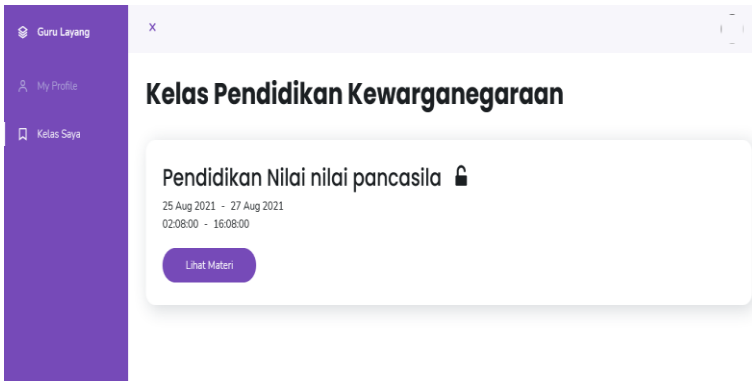 Guru Layang
X
My Profile
Kelas Saya
Kelas Pendidikan Kewarganegaraan
Pendidikan Nilai nilai pancasila
25 Aug 2021 - 27 Aug 2021
02:08:00 - 16:08:00
Lihat Materi